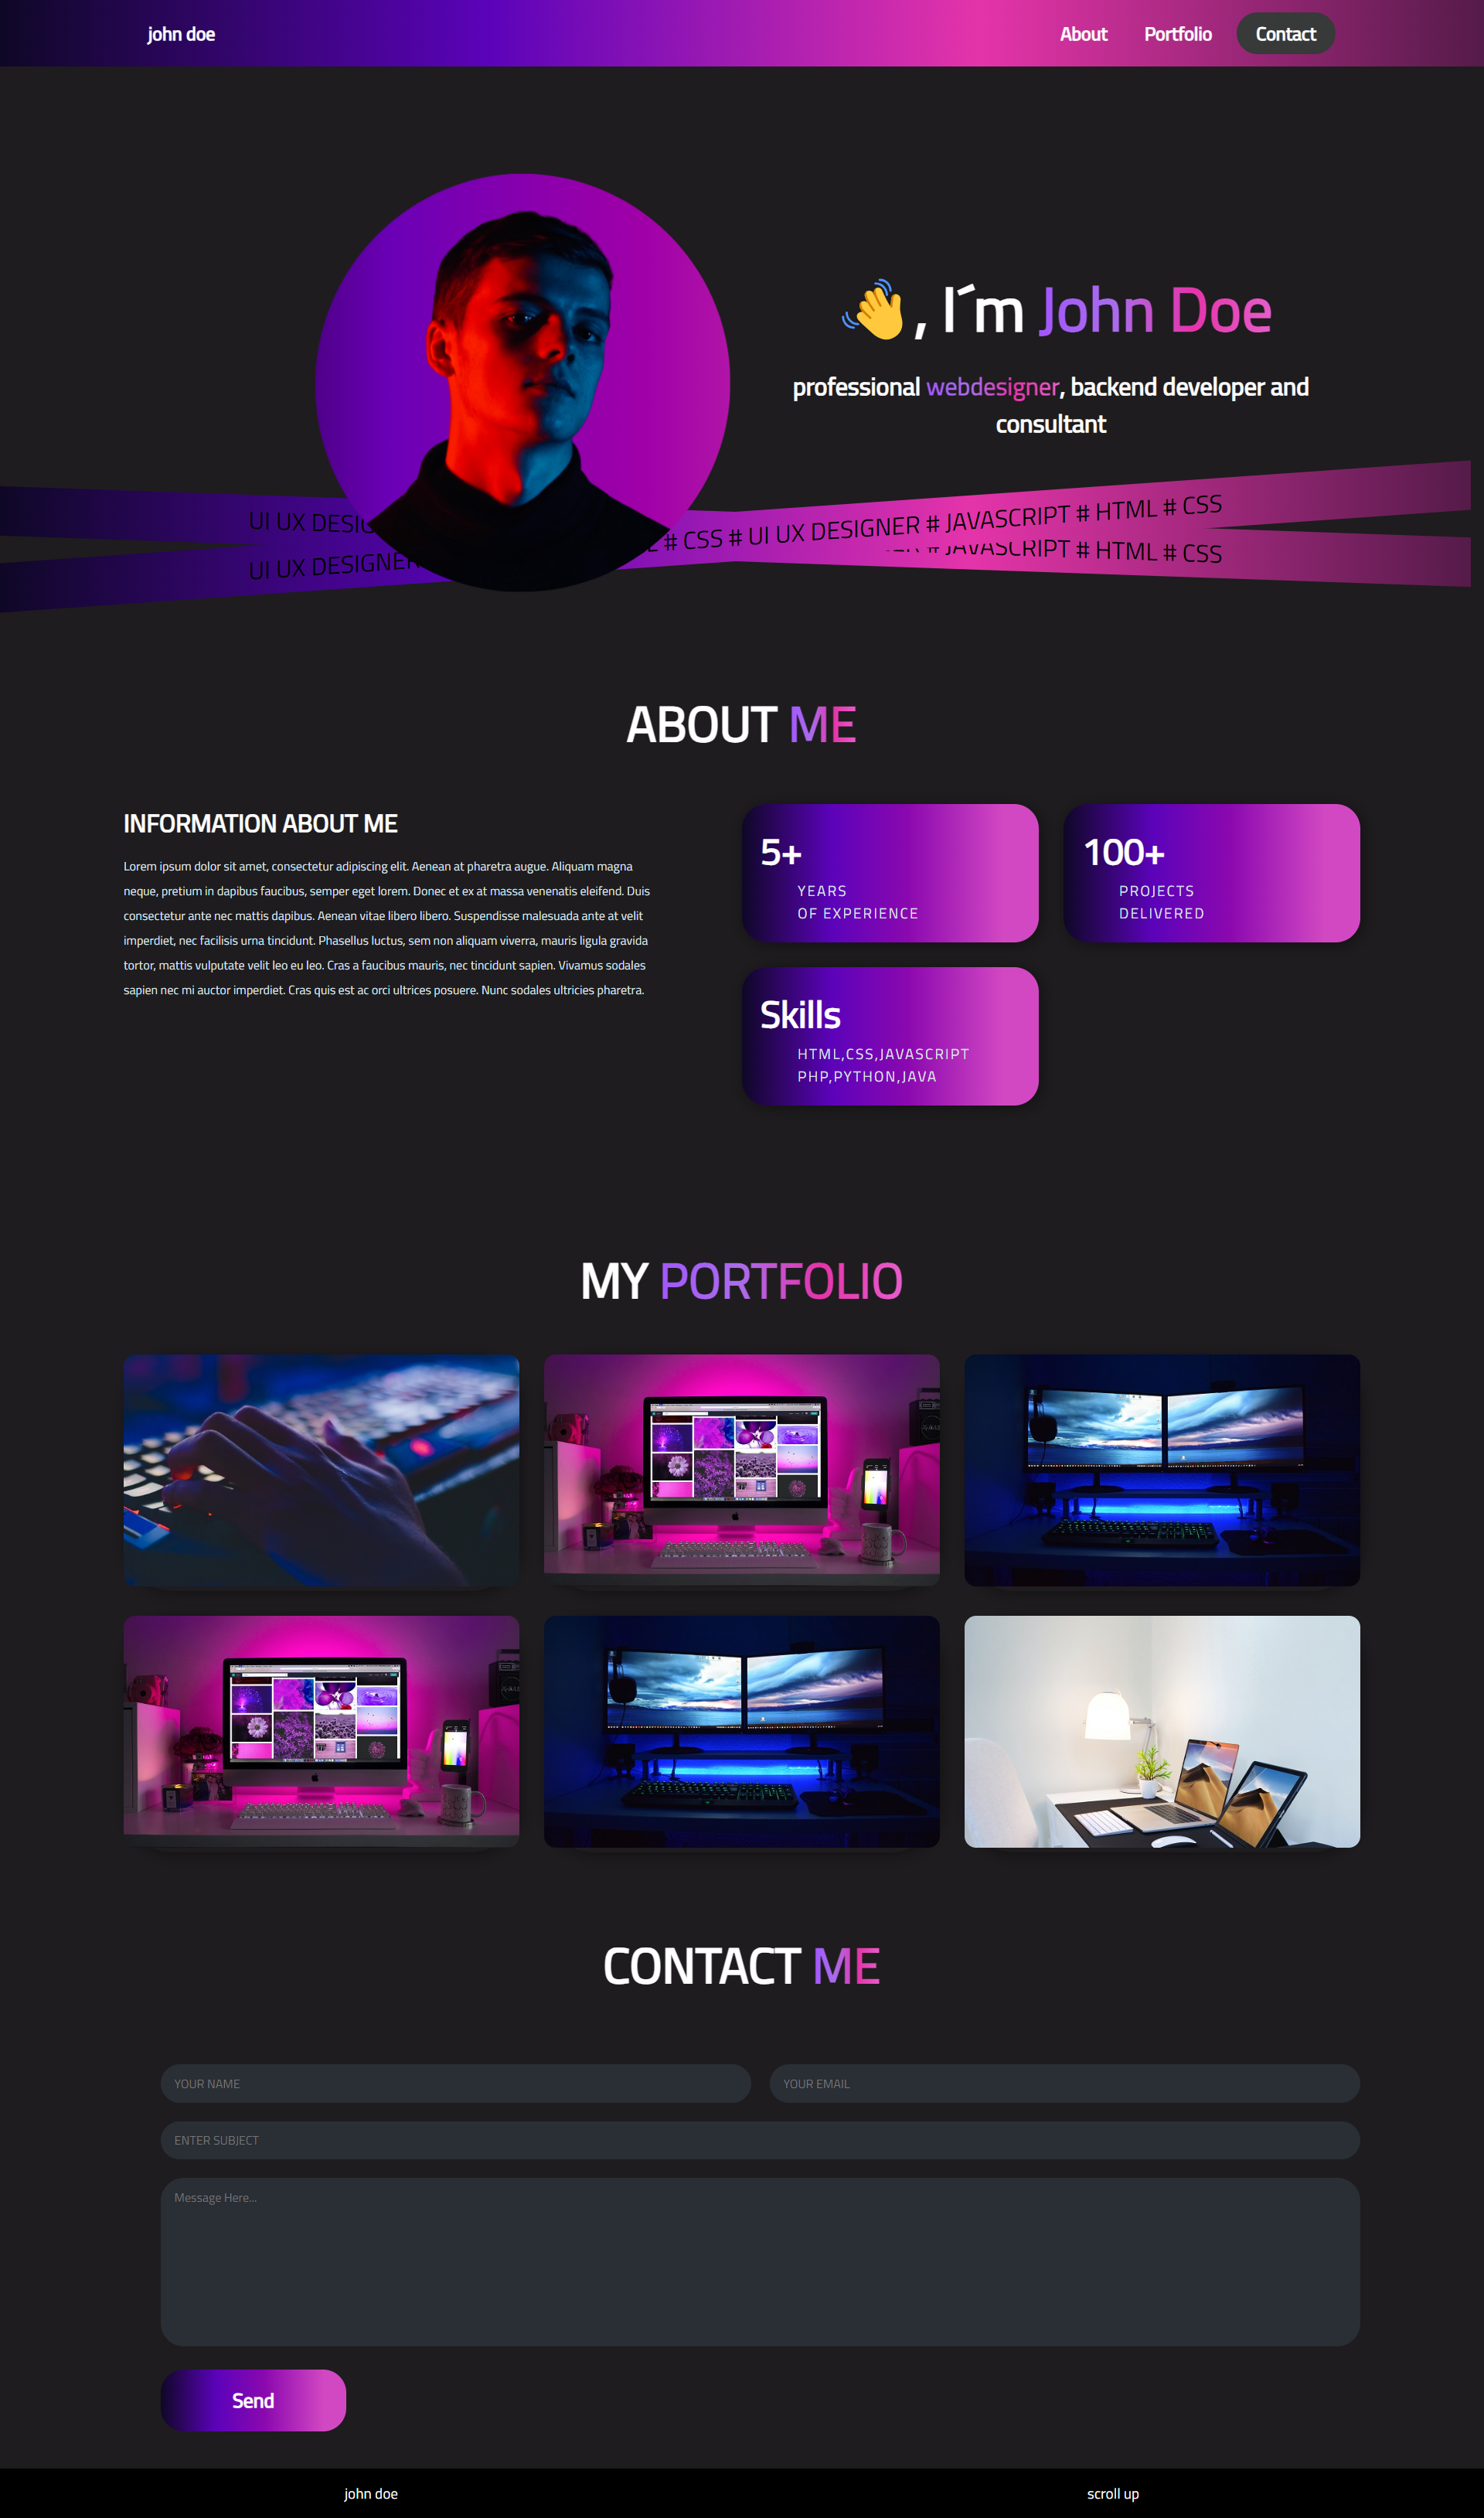 john doe
About
Portfolio
Contact
, I´m John Doe
professional webdesigner, backend developer and
consultant
UI UX DESIG
# CSS # UI UX DESIGNER # JAVASCRIPT # HTML # CSS
UI UX DESIGNER
JAVASCRIPT # HTML # CSS
ABOUT ME
INFORMATION ABOUT ME
Lorem ipsum dolor sit amet, consectetur adipiscing elit. Aenean at pharetra augue. Aliquam magna
neque, pretium in dapibus faucibus, semper eget lorem. Donec et ex at massa venenatis eleifend. Duis
consectetur ante nec mattis dapibus. Aenean vitae libero libero. Suspendisse malesuada ante at velit
imperdiet, nec facilisis urna tincidunt. Phasellus luctus, sem non aliquam viverra, mauris ligula gravida
tortor, mattis vulputate velit leo eu leo. Cras a faucibus mauris, nec tincidunt sapien. Vivamus sodales
sapien nec mi auctor imperdiet. Cras quis est ac orci ultrices posuere. Nunc sodales ultricies pharetra.
5+
YEARS
OF EXPERIENCE
100+
PROJECTS
DELIVERED
Skills
HTML,CSS,JAVASCRIPT
PHP,PYTHON,JAVA
MY PORTFOLIO
CONTACT ME
YOUR NAME
YOUR EMAIL
ENTER SUBJECT
Message Here...
Send
john doe
scroll up